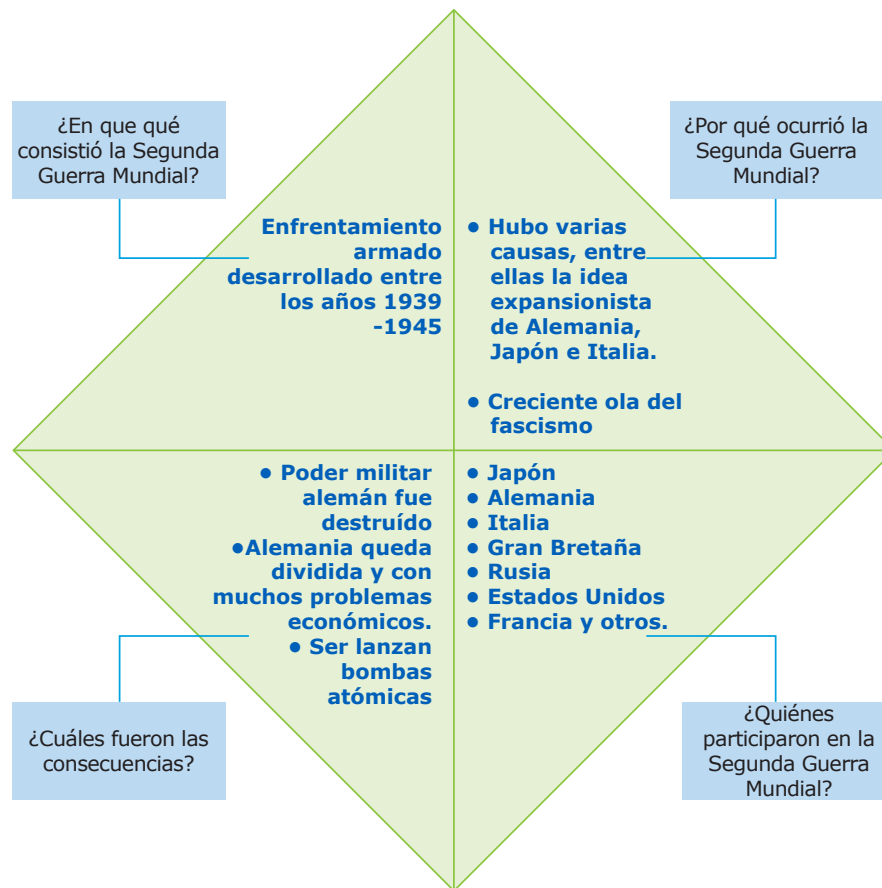 ¿En que qué
consistió la Segunda
Guerra Mundial?
Enfrentamiento
armado
desarrollado entre
los años 1939
-1945
¿Por qué ocurrió la
Segunda Guerra
Mundial?
● Hubo varias
causas, entre
ellas la idea
expansionista
de Alemania,
Japón e Italia.
● Creciente ola del
fascismo
● Poder militar
alemán fue
destruído
●Alemania queda
dividida y con
muchos problemas
económicos.
● Ser lanzan
bombas
atómicas
¿Cuáles fueron las
consecuencias?
● Japón
● Alemania
● Italia
● Gran Bretaña
● Rusia
● Estados Unidos
● Francia y otros.
¿Quiénes
participaron en la
Segunda Guerra
Mundial?